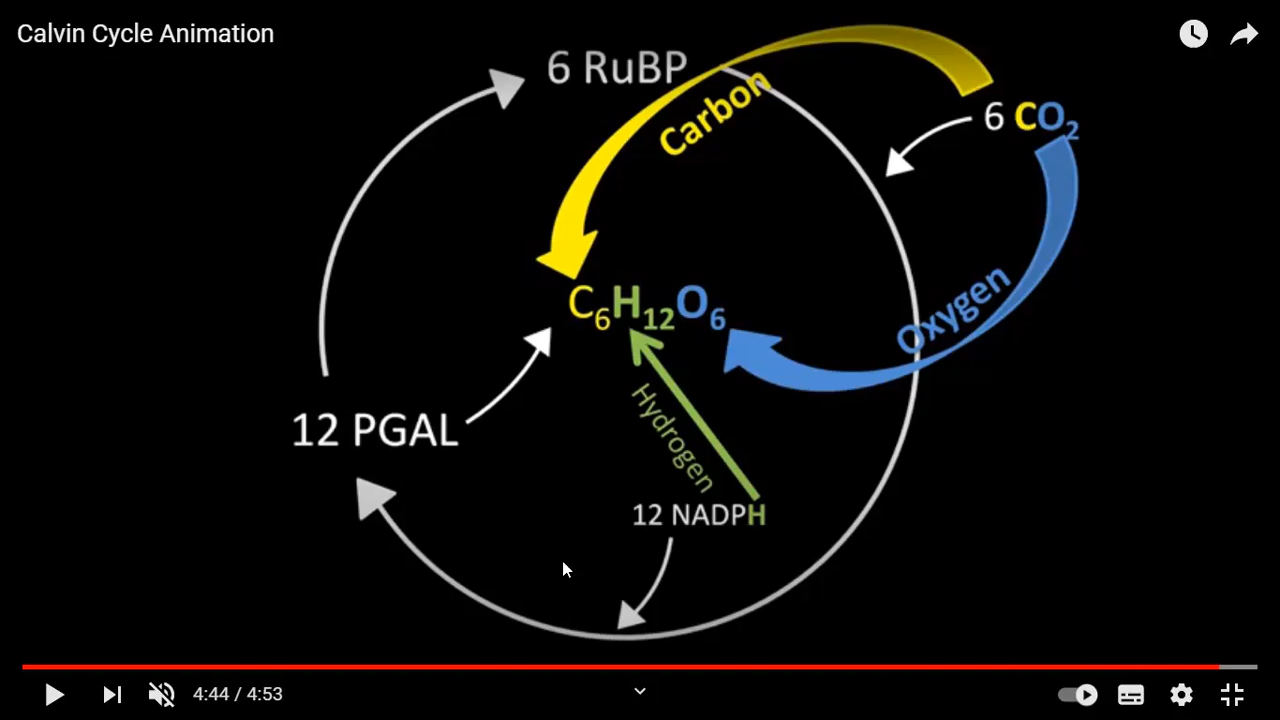 Calvin Cycle Animation
6 RuBP
Carbon
6 CO₂
C₆H₁₂O₆
Oxygen
12 PGAL
Hydrogen
12 NADPH
4:44 / 4:53